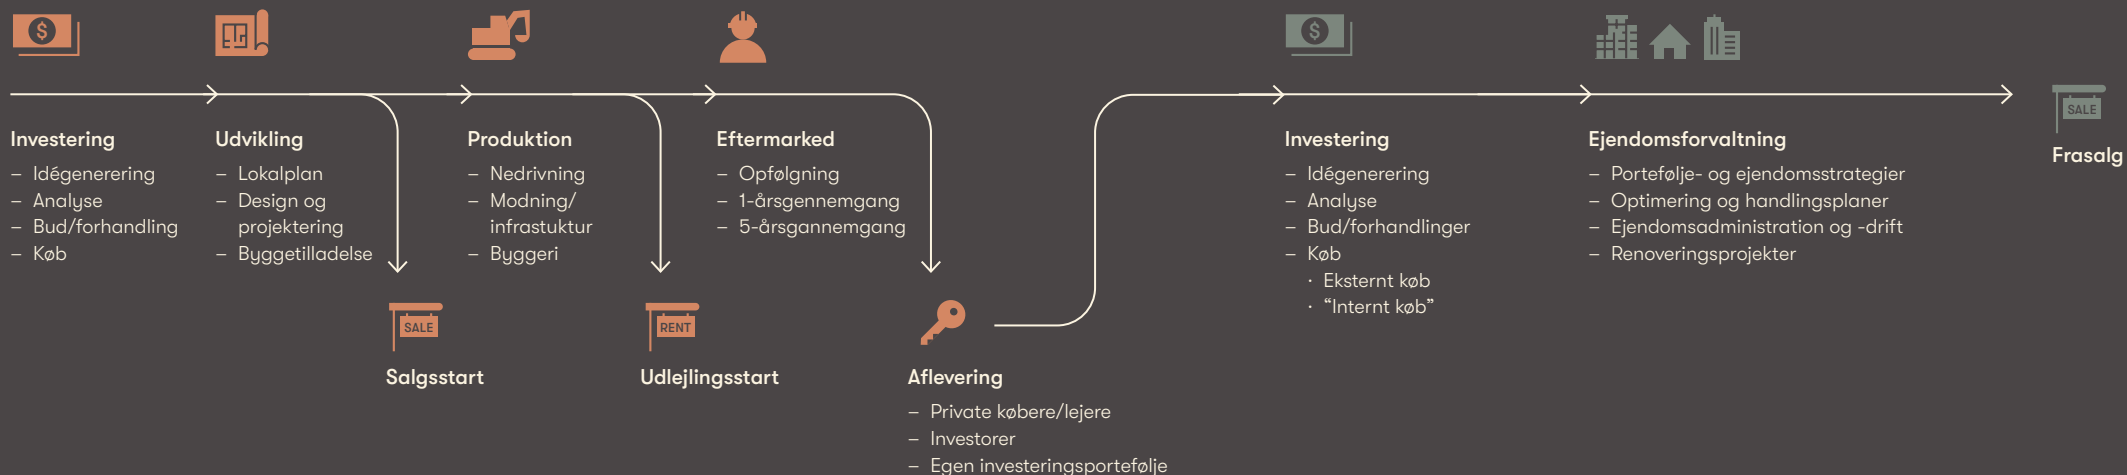 Investering
– Idégenerering
– Analyse
– Bud/forhandling
– Køb
Udvikling
– Lokalplan
– Design og
projektering
– Byggetilladelse
SALE
Salgsstart
Produktion
– Nedrivning
– Modning/
infrastuktur
– Byggeri
RENT
Udlejlingsstart
Eftermarked
– Opfølgning
– 1-årsgennemgang
– 5-årsgannemgang
Aflevering
– Private købere/lejere
– Investorer
– Egen investeringsportefølje
Investering
– Idégenerering
– Analyse
– Bud/forhandlinger
– Køb
· Eksternt køb
· “Internt køb”
Ejendomsforvaltning
– Portefølje- og ejendomsstrategier
– Optimering og handlingsplaner
– Ejendomsadministration og -drift
– Renoveringsprojekter
SALE
Frasalg